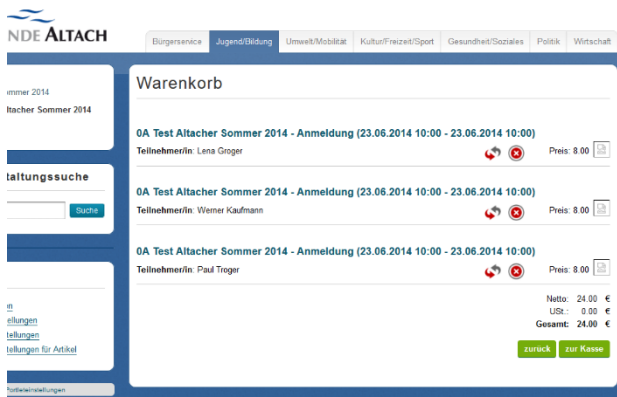 NDE ALTACH
Bürgerservice Jugend/Bildung Umwelt/Mobilität Kultur/Freizeit/Sport Gesundheit/Soziales Politik Wirtschaft
ommer 2014
ltacher Sommer 2014
taltungssuche
Suche
en
ellungen
tellungen
tellungen für Artikel
Portleteinstellungen
Warenkorb
0A Test Altacher Sommer 2014 - Anmeldung (23.06.2014 10:00 - 23.06.2014 10:00)
Teilnehmer/in: Lena Groger Preis: 8.00
0A Test Altacher Sommer 2014 - Anmeldung (23.06.2014 10:00 - 23.06.2014 10:00)
Teilnehmer/in: Werner Kaufmann Preis: 8.00
0A Test Altacher Sommer 2014 - Anmeldung (23.06.2014 10:00 - 23.06.2014 10:00)
Teilnehmer/in: Paul Troger Preis: 8.00
Netto: 24.00 €
USt.: 0.00 €
Gesamt: 24.00 €
zurück zur Kasse